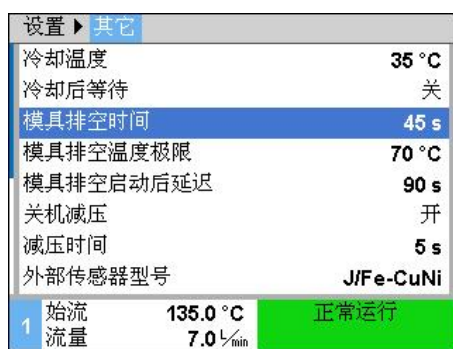 设置 ▶ 其它
冷却温度 35 °C
冷却后等待 关
模具排空时间 45 s
模具排空温度极限 70 °C
模具排空启动后延迟 90 s
关机减压 开
减压时间 5 s
外部传感器型号 J/Fe-CuNi
1 始流 135.0 °C 正常运行
流量 7.0 L/min